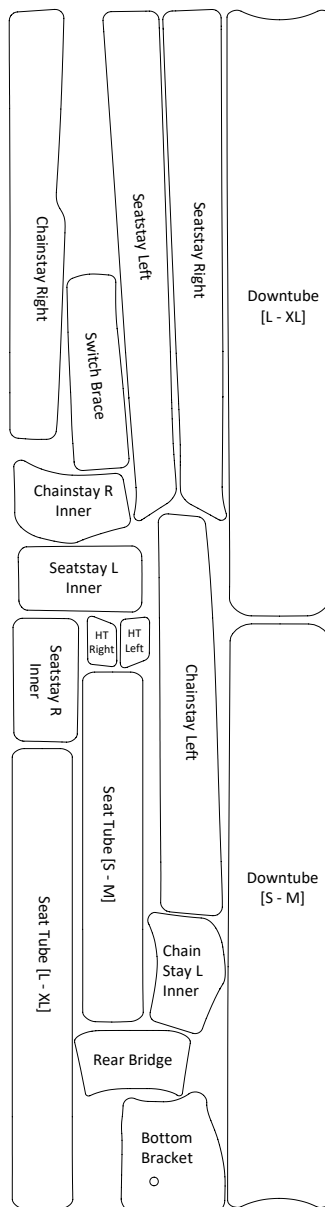 Chainstay Right
Seatstay Left
Seatstay Right
Downtube
[L - XL]
Switch Brace
Chainstay R
Inner
Seatstay L
Inner
Seatstay R
Inner
HT
Right
HT
Left
Chainstay Left
Seat Tube [S - M]
Seat Tube [L - XL]
Downtube
[S - M]
Chain
Stay L
Inner
Rear Bridge
Bottom
Bracket